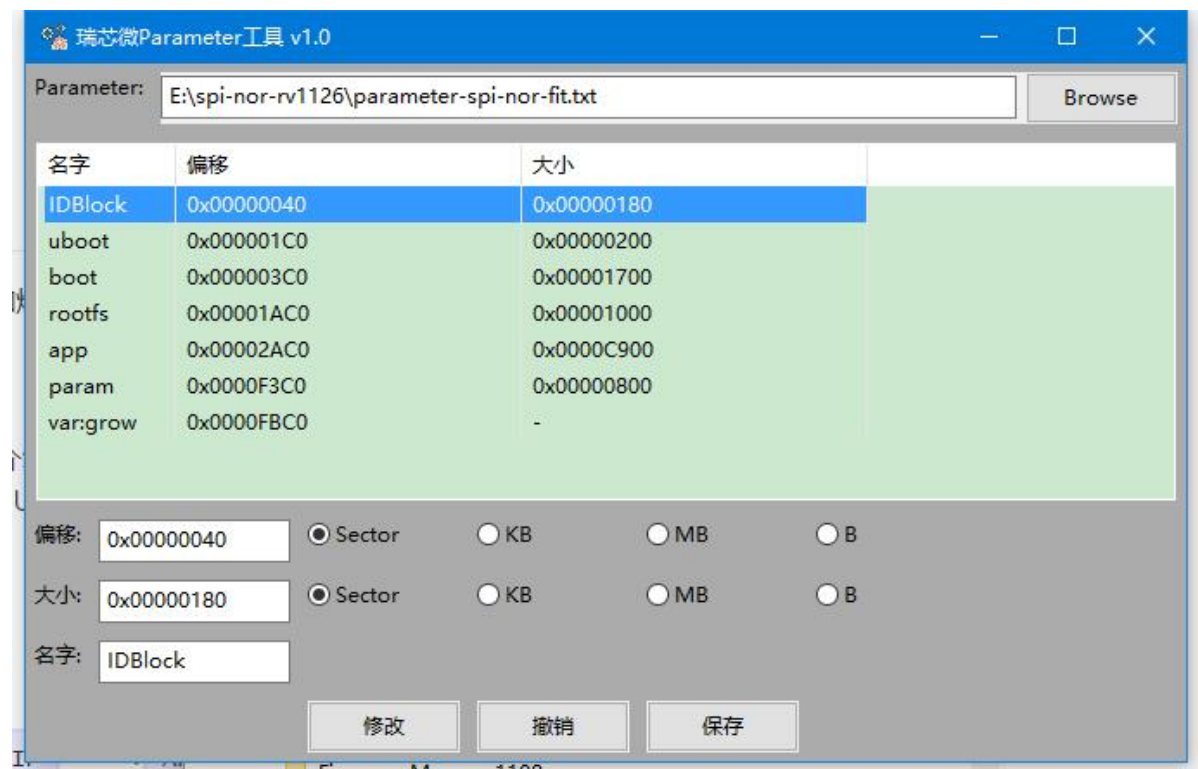 瑞芯微Parameter工具 v1.0
Parameter: E:\spi-nor-rv1126\parameter-spi-nor-fit.txt Browse
名字 偏移 大小
IDBlock 0x00000040 0x00000180
uboot 0x000001C0 0x00000200
boot 0x000003C0 0x00001700
rootfs 0x00001AC0 0x00001000
app 0x00002AC0 0x0000C900
param 0x0000F3C0 0x00000800
var:grow 0x0000FBC0 -
偏移: 0x00000040 Sector KB MB B
大小: 0x00000180 Sector KB MB B
名字: IDBlock
修改 撤销 保存